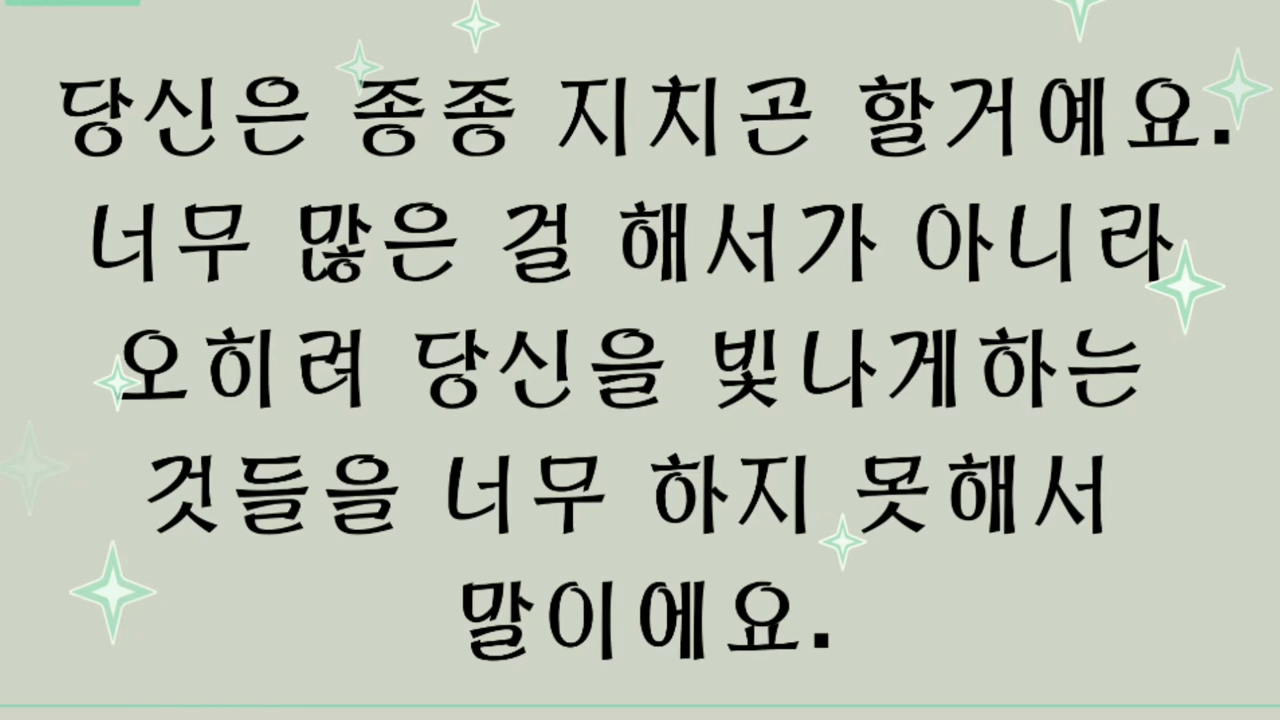 당신은 종종 지치곤 할거예요.
너무 많은 걸 해서가 아니라
오히려 당신을 빛나게하는
것들을 너무 하지 못해서
말이에요.